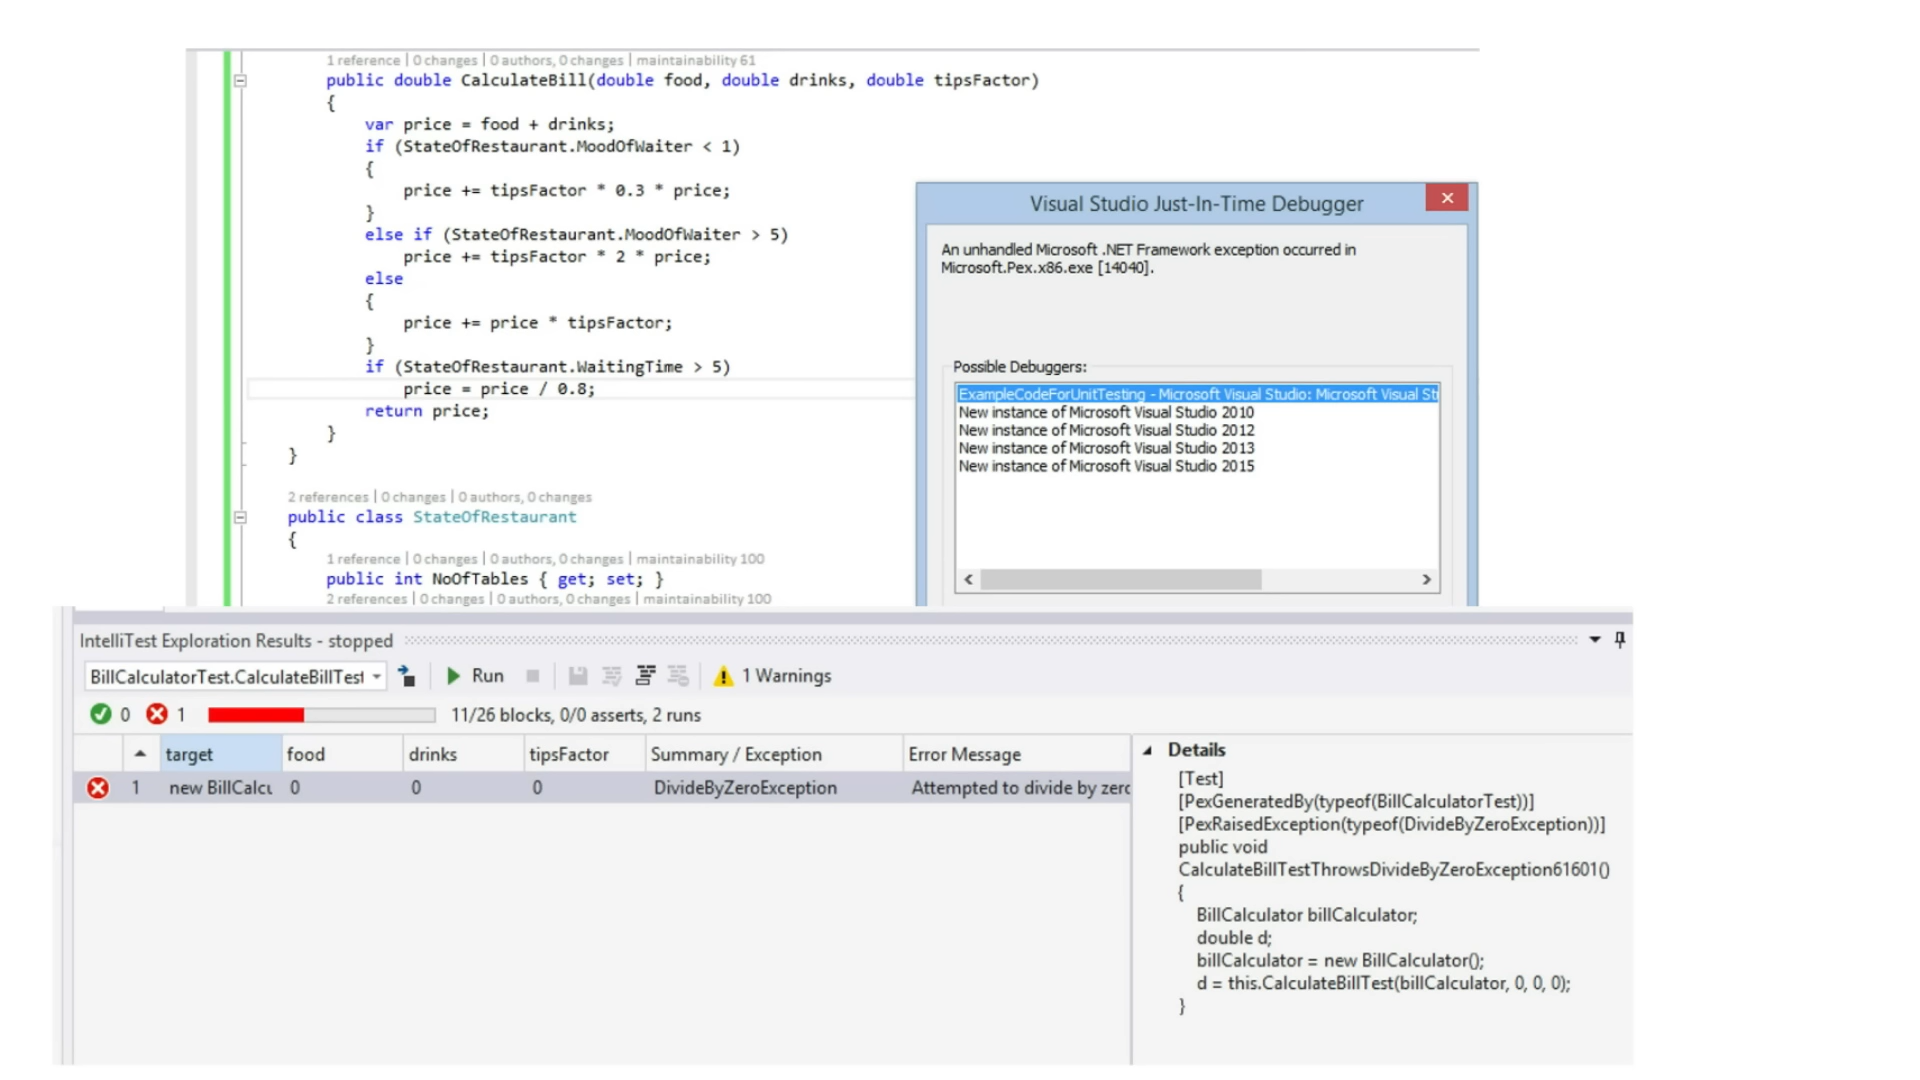 1 reference | 0 changes | 0 authors, 0 changes | maintainability 61
public double CalculateBill(double food, double drinks, double tipsFactor)
{
var price = food + drinks;
if (StateOfRestaurant.MoodOfWaiter < 1)
{
price += tipsFactor * 0.3 * price;
}
else if (StateOfRestaurant.MoodOfWaiter > 5)
price += tipsFactor * 2 * price;
else
{
price += price * tipsFactor;
}
if (StateOfRestaurant.WaitingTime > 5)
price = price / 0.8;
return price;
}
}
2 references | 0 changes | 0 authors, 0 changes
public class StateOfRestaurant
{
1 reference | 0 changes | 0 authors, 0 changes | maintainability 100
public int NoOfTables { get; set; }
2 references | 0 changes | 0 authors, 0 changes | maintainability 100
Visual Studio Just-In-Time Debugger
An unhandled Microsoft .NET Framework exception occurred in
Microsoft.Pex.x86.exe [14040].
Possible Debuggers:
ExampleCodeForUnitTesting - Microsoft Visual Studio: Microsoft Visual St
New instance of Microsoft Visual Studio 2010
New instance of Microsoft Visual Studio 2012
New instance of Microsoft Visual Studio 2013
New instance of Microsoft Visual Studio 2015
IntelliTest Exploration Results - stopped
BillCalculatorTest.CalculateBillTest Run 1 Warnings
0 1 11/26 blocks, 0/0 asserts, 2 runs
target food drinks tipsFactor Summary / Exception Error Message
1 new BillCalcu 0 0 0 DivideByZeroException Attempted to divide by zero
Details
[Test]
[PexGeneratedBy(typeof(BillCalculatorTest))]
[PexRaisedException(typeof(DivideByZeroException))]
public void
CalculateBillTestThrowsDivideByZeroException61601()
{
BillCalculator billCalculator;
double d;
billCalculator = new BillCalculator();
d = this.CalculateBillTest(billCalculator, 0, 0, 0);
}